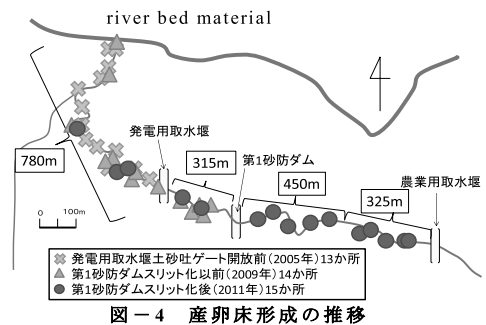 river bed material
発電用取水堰
780m
315m
第1砂防ダム
450m
農業用取水堰
325m
0 100m
発電用取水堰土砂吐ゲート開放前(2005年)13か所
第1砂防ダムスリット化以前(2009年)14か所
第1砂防ダムスリット化後(2011年)15か所
図－4 産卵床形成の推移